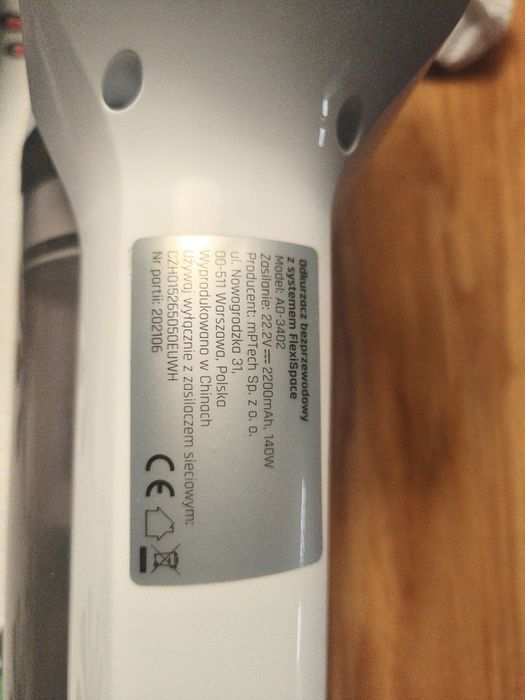 Odkurzacz bezprzewodowy
z systemem FlexiSpace
Model: AD-3402
Zasilanie: 22.2V⎓ 2200mAh, 140W
Producent: mPTech Sp. z o. o.
ul. Nowogrodzka 31,
00-511 Warszawa, Polska
Wyprodukowano w Chinach
Używaj wyłącznie z zasilaczem sieciowym:
CZH015265050EUWH
Nr partii: 202106
CE